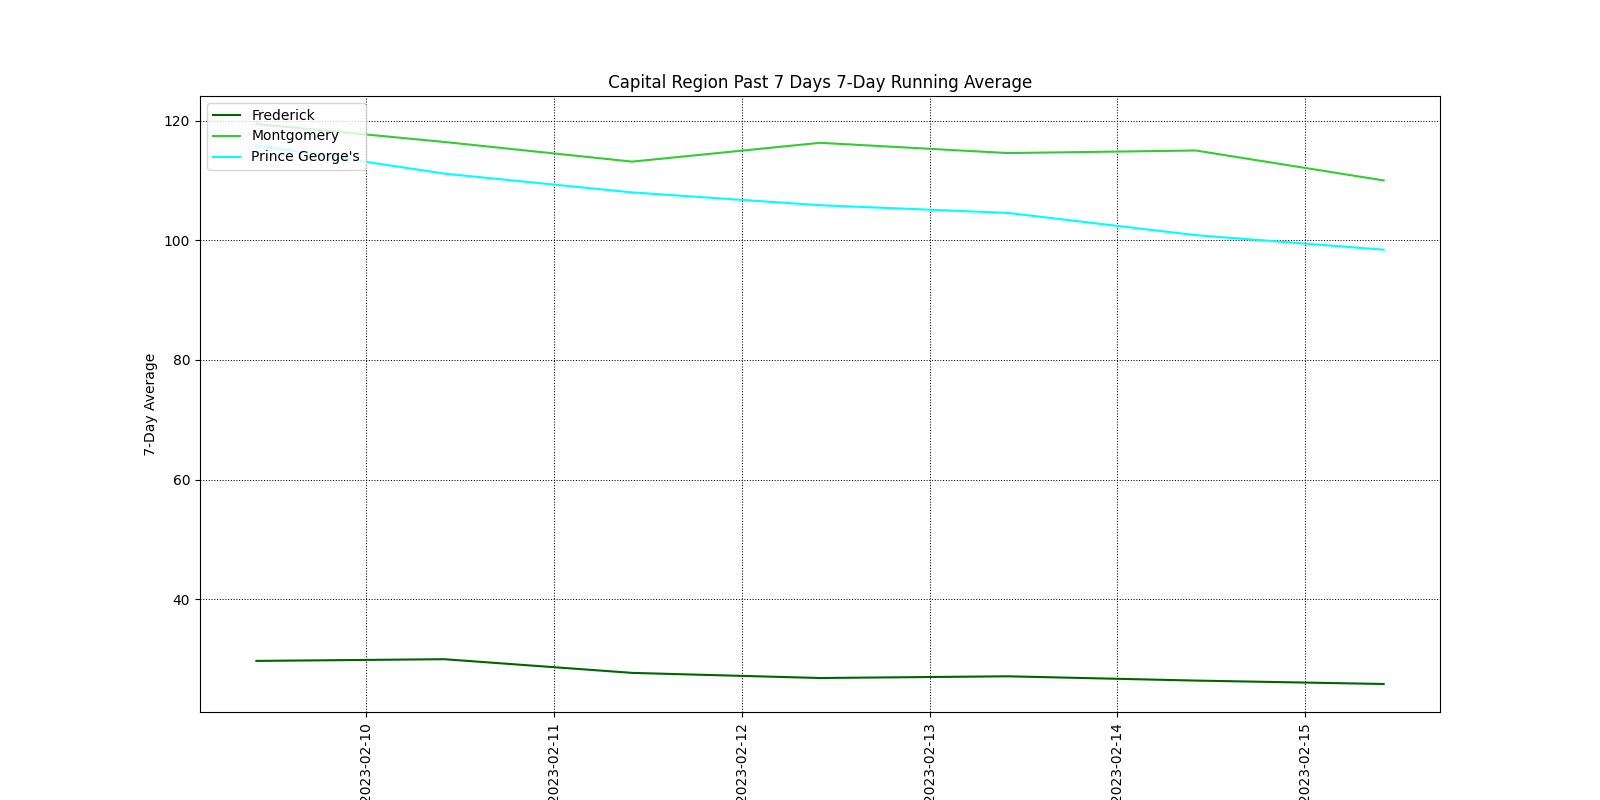 Capital Region Past 7 Days 7-Day Running Average
Frederick
Montgomery
Prince George's
7-Day Average
120
100
80
60
40
2023-02-10
2023-02-11
2023-02-12
2023-02-13
2023-02-14
2023-02-15